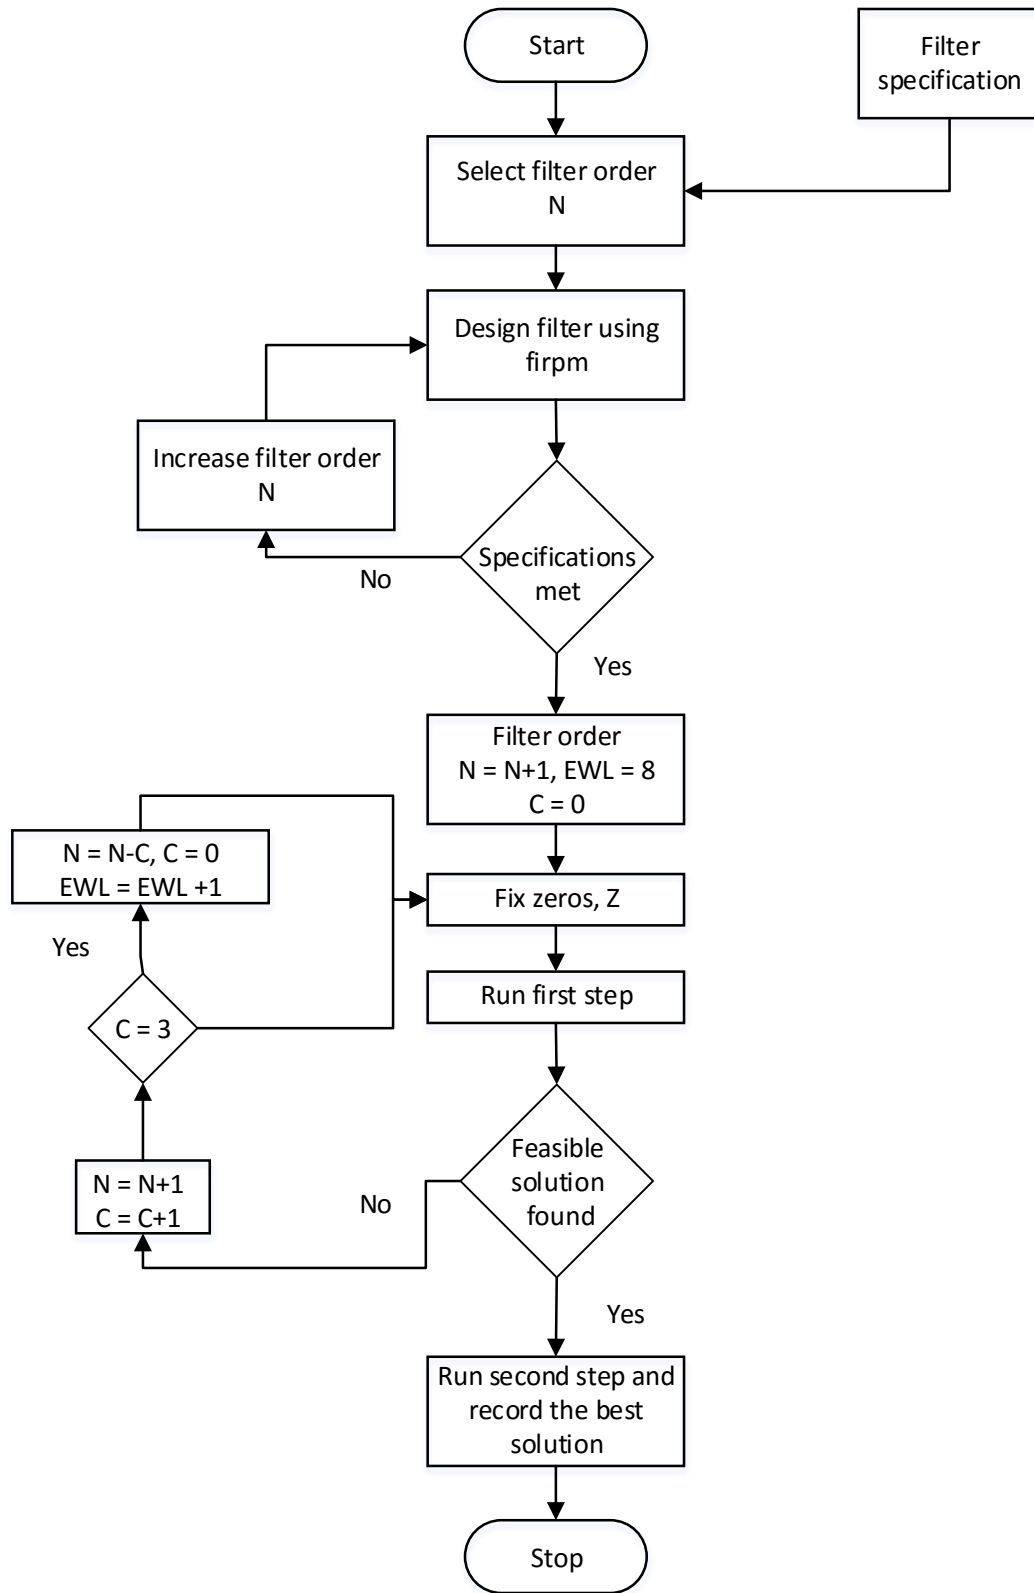 Start
Filter
specification
Select filter order
N
Design filter using
firpm
Increase filter order
N
Specifications
met
No
Yes
Filter order
N = N+1, EWL = 8
C = 0
N = N-C, C = 0
EWL = EWL +1
Fix zeros, Z
Yes
Run first step
C = 3
Feasible
solution
found
N = N+1
C = C+1
No
Yes
Run second step and
record the best
solution
Stop